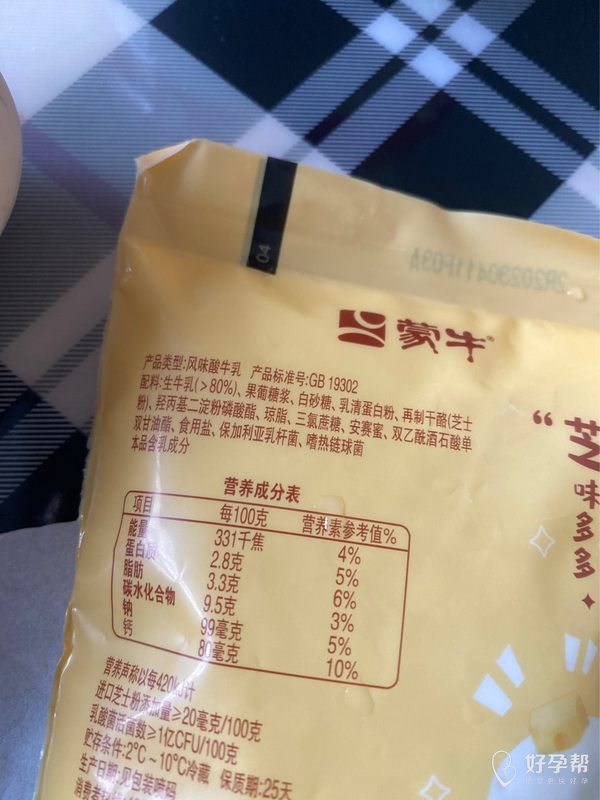 04
2R20230411F03A
蒙牛®
产品类型:风味酸牛乳 产品标准号:GB 19302
配料:生牛乳(>80%)、果葡糖浆、白砂糖、乳清蛋白粉、再制干酪(芝士
粉)、羟丙基二淀粉磷酸酯、琼脂、三氯蔗糖、安赛蜜、双乙酰酒石酸单
双甘油酯、食用盐、保加利亚乳杆菌、嗜热链球菌
本品含乳成分
“芝
味多多
营养成分表
项目 每100克 营养素参考值%
能量 331千焦 4%
蛋白质 2.8克 5%
脂肪 3.3克 6%
碳水化合物 9.5克 3%
钠 99毫克 5%
钙 80毫克 10%
营养声称以每420kJ计
进口芝士粉添加量≥20毫克/100克
乳酸菌活菌数≥1亿CFU/100克
贮存条件:2°C~10°C冷藏 保质期:25天
生产日期:见包装喷码
好孕帮
让您更快好孕